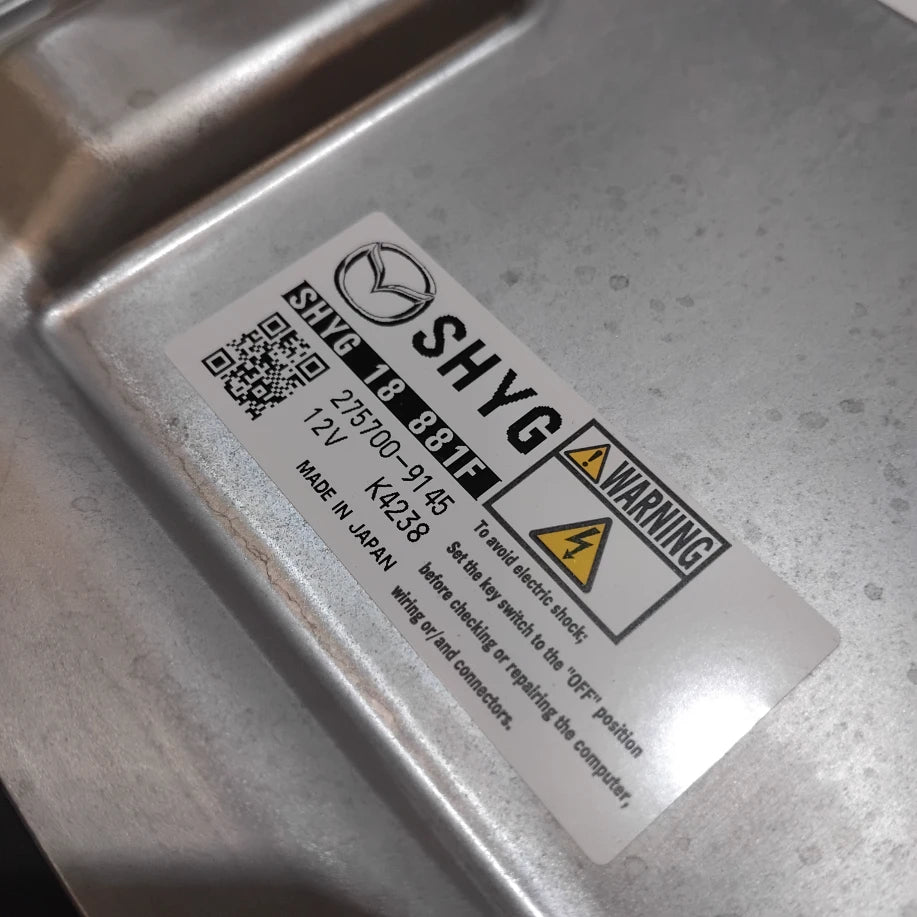 SHYG
SHYG 18 881F
275700-9145
12V K4238
MADE IN JAPAN
WARNING
To avoid electric shock;
Set the key switch to the "OFF" position
before checking or repairing the computer,
wiring or/and connectors.